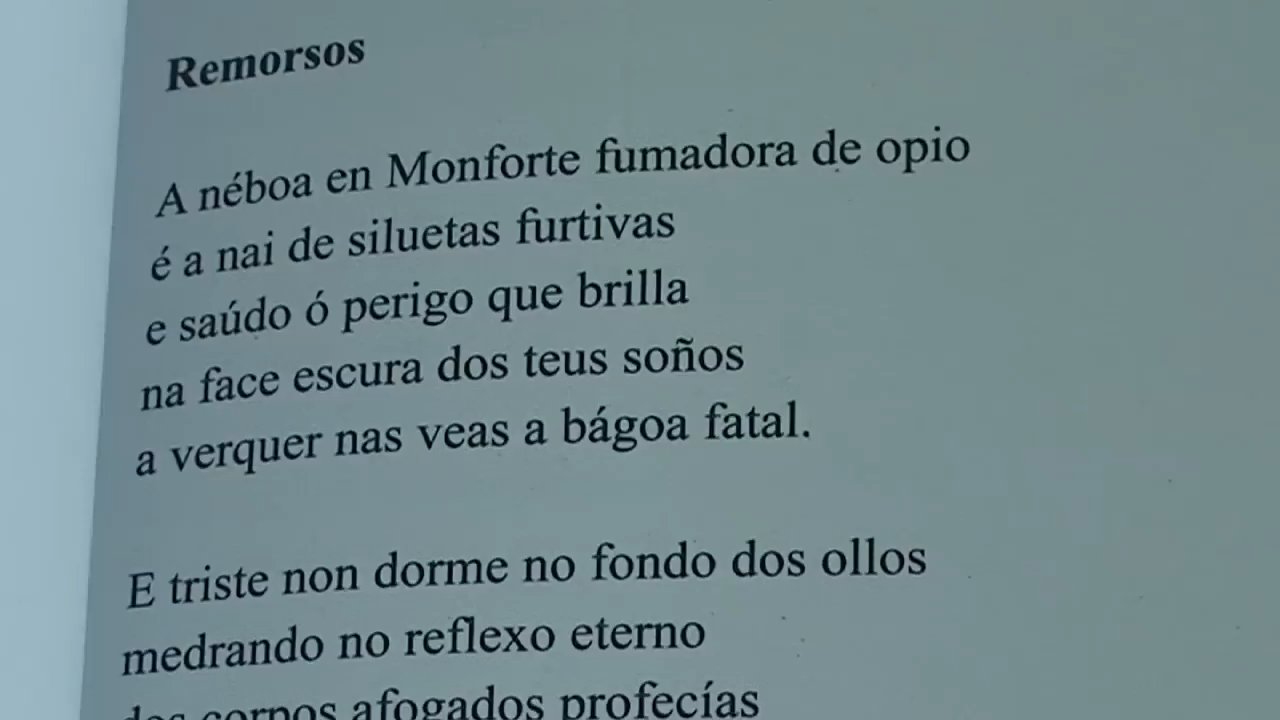 Remorsos
A néboa en Monforte fumadora de opio
é a nai de siluetas furtivas
e saúdo ó perigo que brilla
na face escura dos teus soños
a verquer nas veas a bágoa fatal.
E triste non dorme no fondo dos ollos
medrando no reflexo eterno
dos corpos afogados profecías